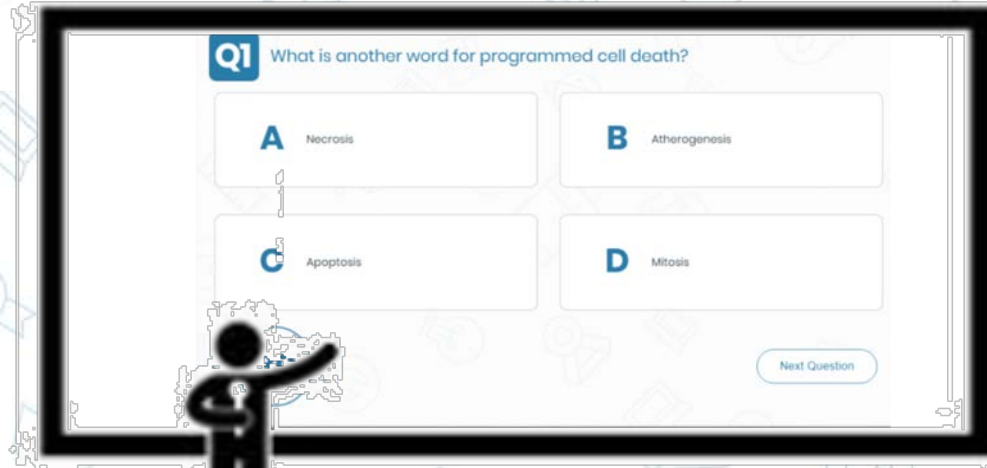 Q1 What is another word for programmed cell death?
A Necrosis
B Atherogenesis
C Apoptosis
D Mitosis
Next Question